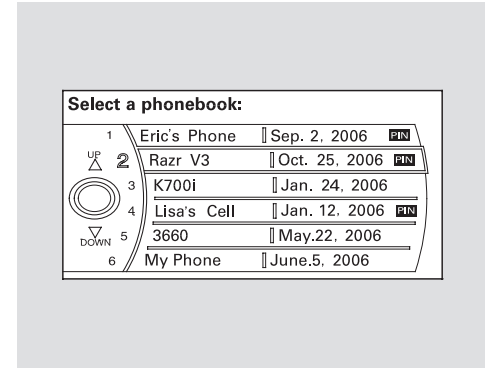 Select a phonebook:
1 Eric's Phone Sep. 2, 2006 PIN
UP 2 Razr V3 Oct. 25, 2006 PIN
3 K700i Jan. 24, 2006
4 Lisa's Cell Jan. 12, 2006 PIN
DOWN 5 3660 May.22, 2006
6 My Phone June.5, 2006